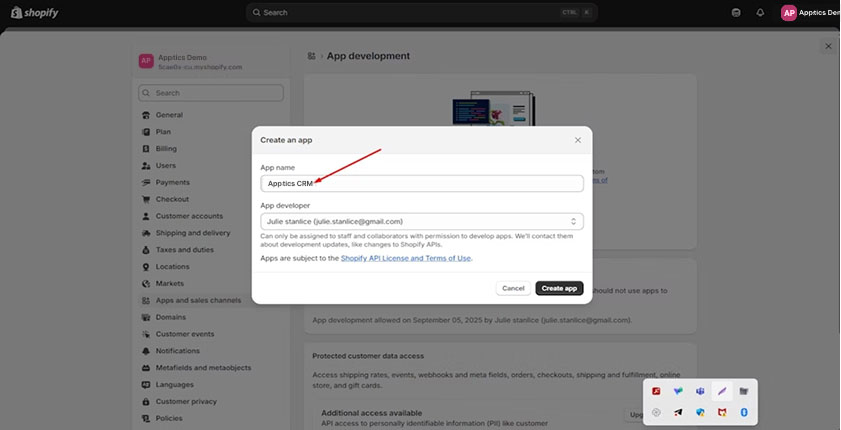 shopify
Search
CTRL K
AP
Apptics Dem
AP
Apptics Demo
5cae0x-cu.myshopify.com
› App development
Search
General
Plan
Billing
Users
Payments
Checkout
Customer accounts
Shipping and delivery
Taxes and duties
Locations
Markets
Apps and sales channels
Domains
Customer events
Notifications
Metafields and metaobjects
Languages
Customer privacy
Policies
tom
ms of
Create an app
App name
Apptics CRM
App developer
Julie stanlice (julie.stanlice@gmail.com)
Can only be assigned to staff and collaborators with permission to develop apps. We'll contact them
about development updates, like changes to Shopify APIs.
Apps are subject to the Shopify API License and Terms of Use.
Cancel
Create app
should not use apps to
App development allowed on September 05, 2025 by Julie stanlice (julie.stanlice@gmail.com).
Protected customer data access
Access shipping rates, events, webhooks and meta fields, orders, checkouts, shipping and fulfillment, online
store, and gift cards.
Additional access available
API access to personally identifiable information (PII) like customer
Upg